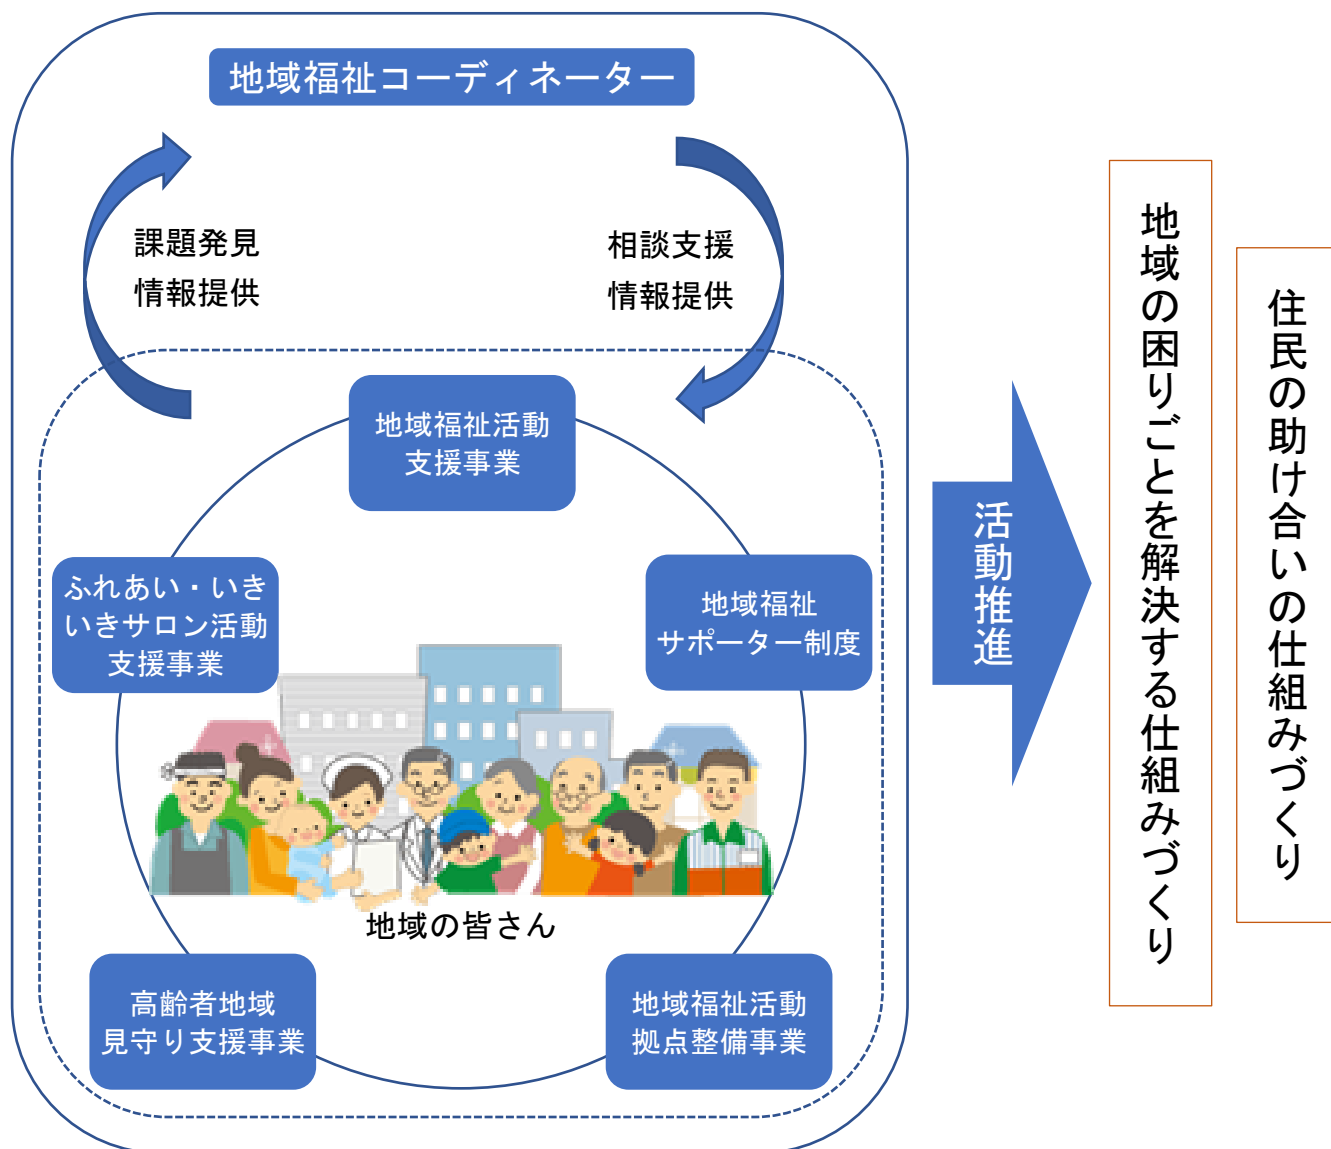 地域福祉コーディネーター
課題発見
情報提供
相談支援
情報提供
地域福祉活動
支援事業
ふれあい・いき
いきサロン活動
支援事業
地域福祉
サポーター制度
地域の皆さん
高齢者地域
見守り支援事業
地域福祉活動
拠点整備事業
活動推進
地域の困りごとを解決する仕組みづくり
住民の助け合いの仕組みづくり